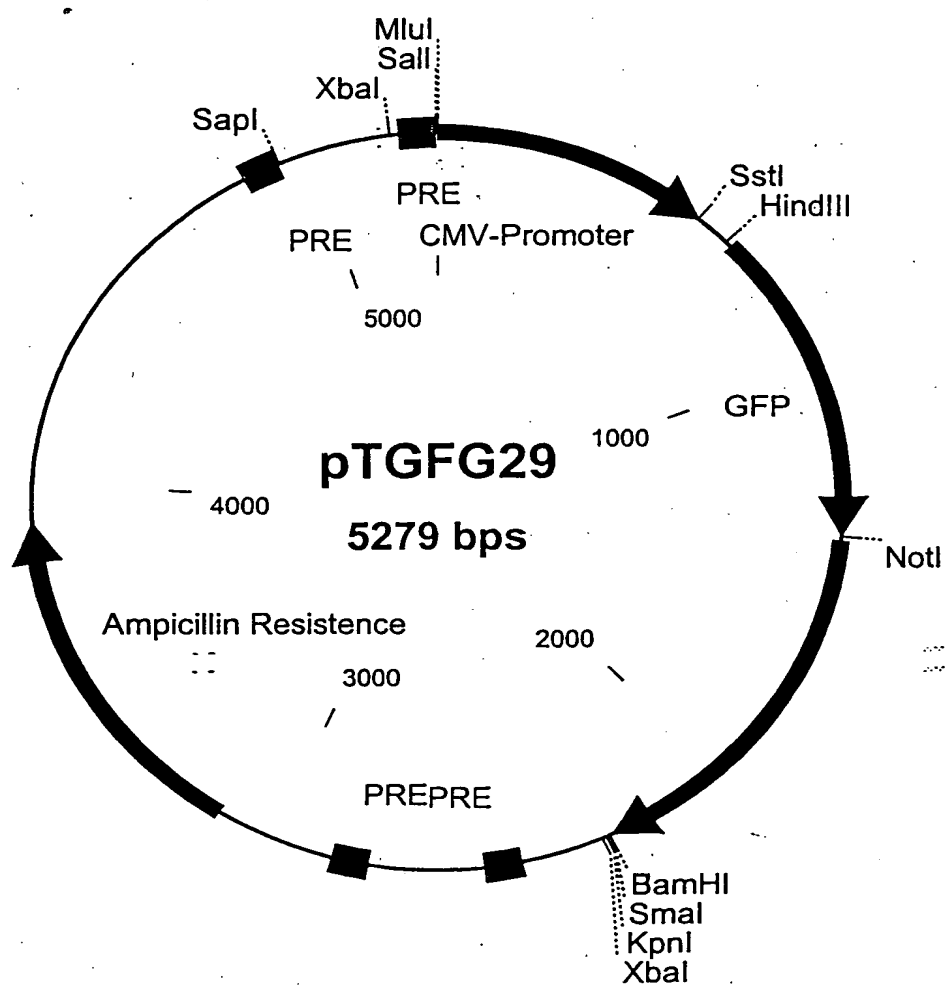 MluI
SalI
XbaI
SapI
SstI
HindIII
PRE
CMV-Promoter
PRE
5000
GFP
1000
pTGFG29
4000
5279 bps
NotI
Ampicillin Resistence
2000
3000
PREPRE
BamHI
SmaI
KpnI
XbaI